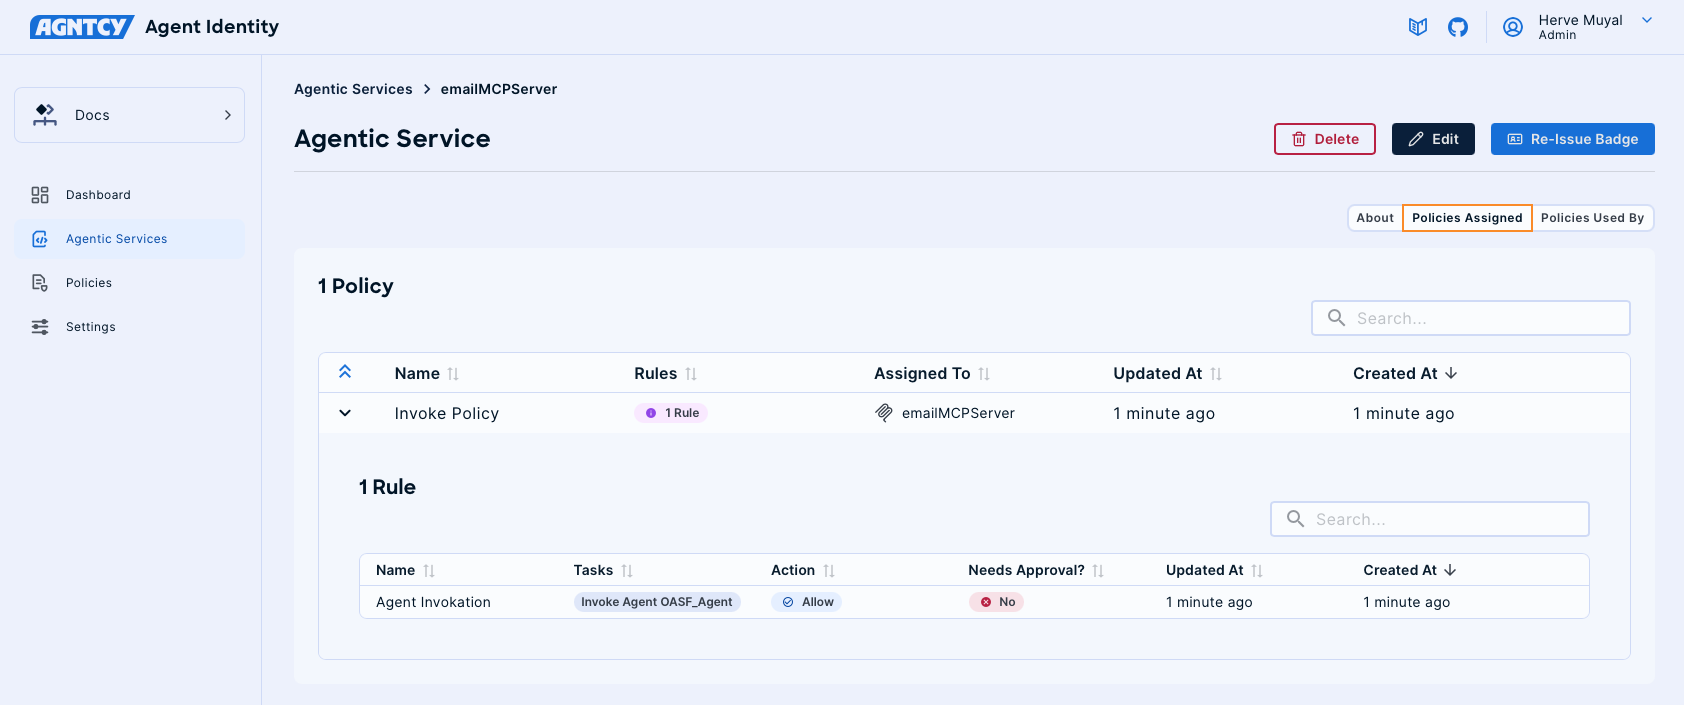 AGNTCY Agent Identity
Herve Muyal
Admin
Docs
Dashboard
Agentic Services
Policies
Settings
Agentic Services > emailMCPServer
Agentic Service
Delete
Edit
Re-Issue Badge
About
Policies Assigned
Policies Used By
1 Policy
Search...
Name Rules Assigned To Updated At Created At
Invoke Policy 1 Rule emailMCPServer 1 minute ago 1 minute ago
1 Rule
Search...
Name Tasks Action Needs Approval? Updated At Created At
Agent Invokation Invoke Agent OASF_Agent Allow No 1 minute ago 1 minute ago